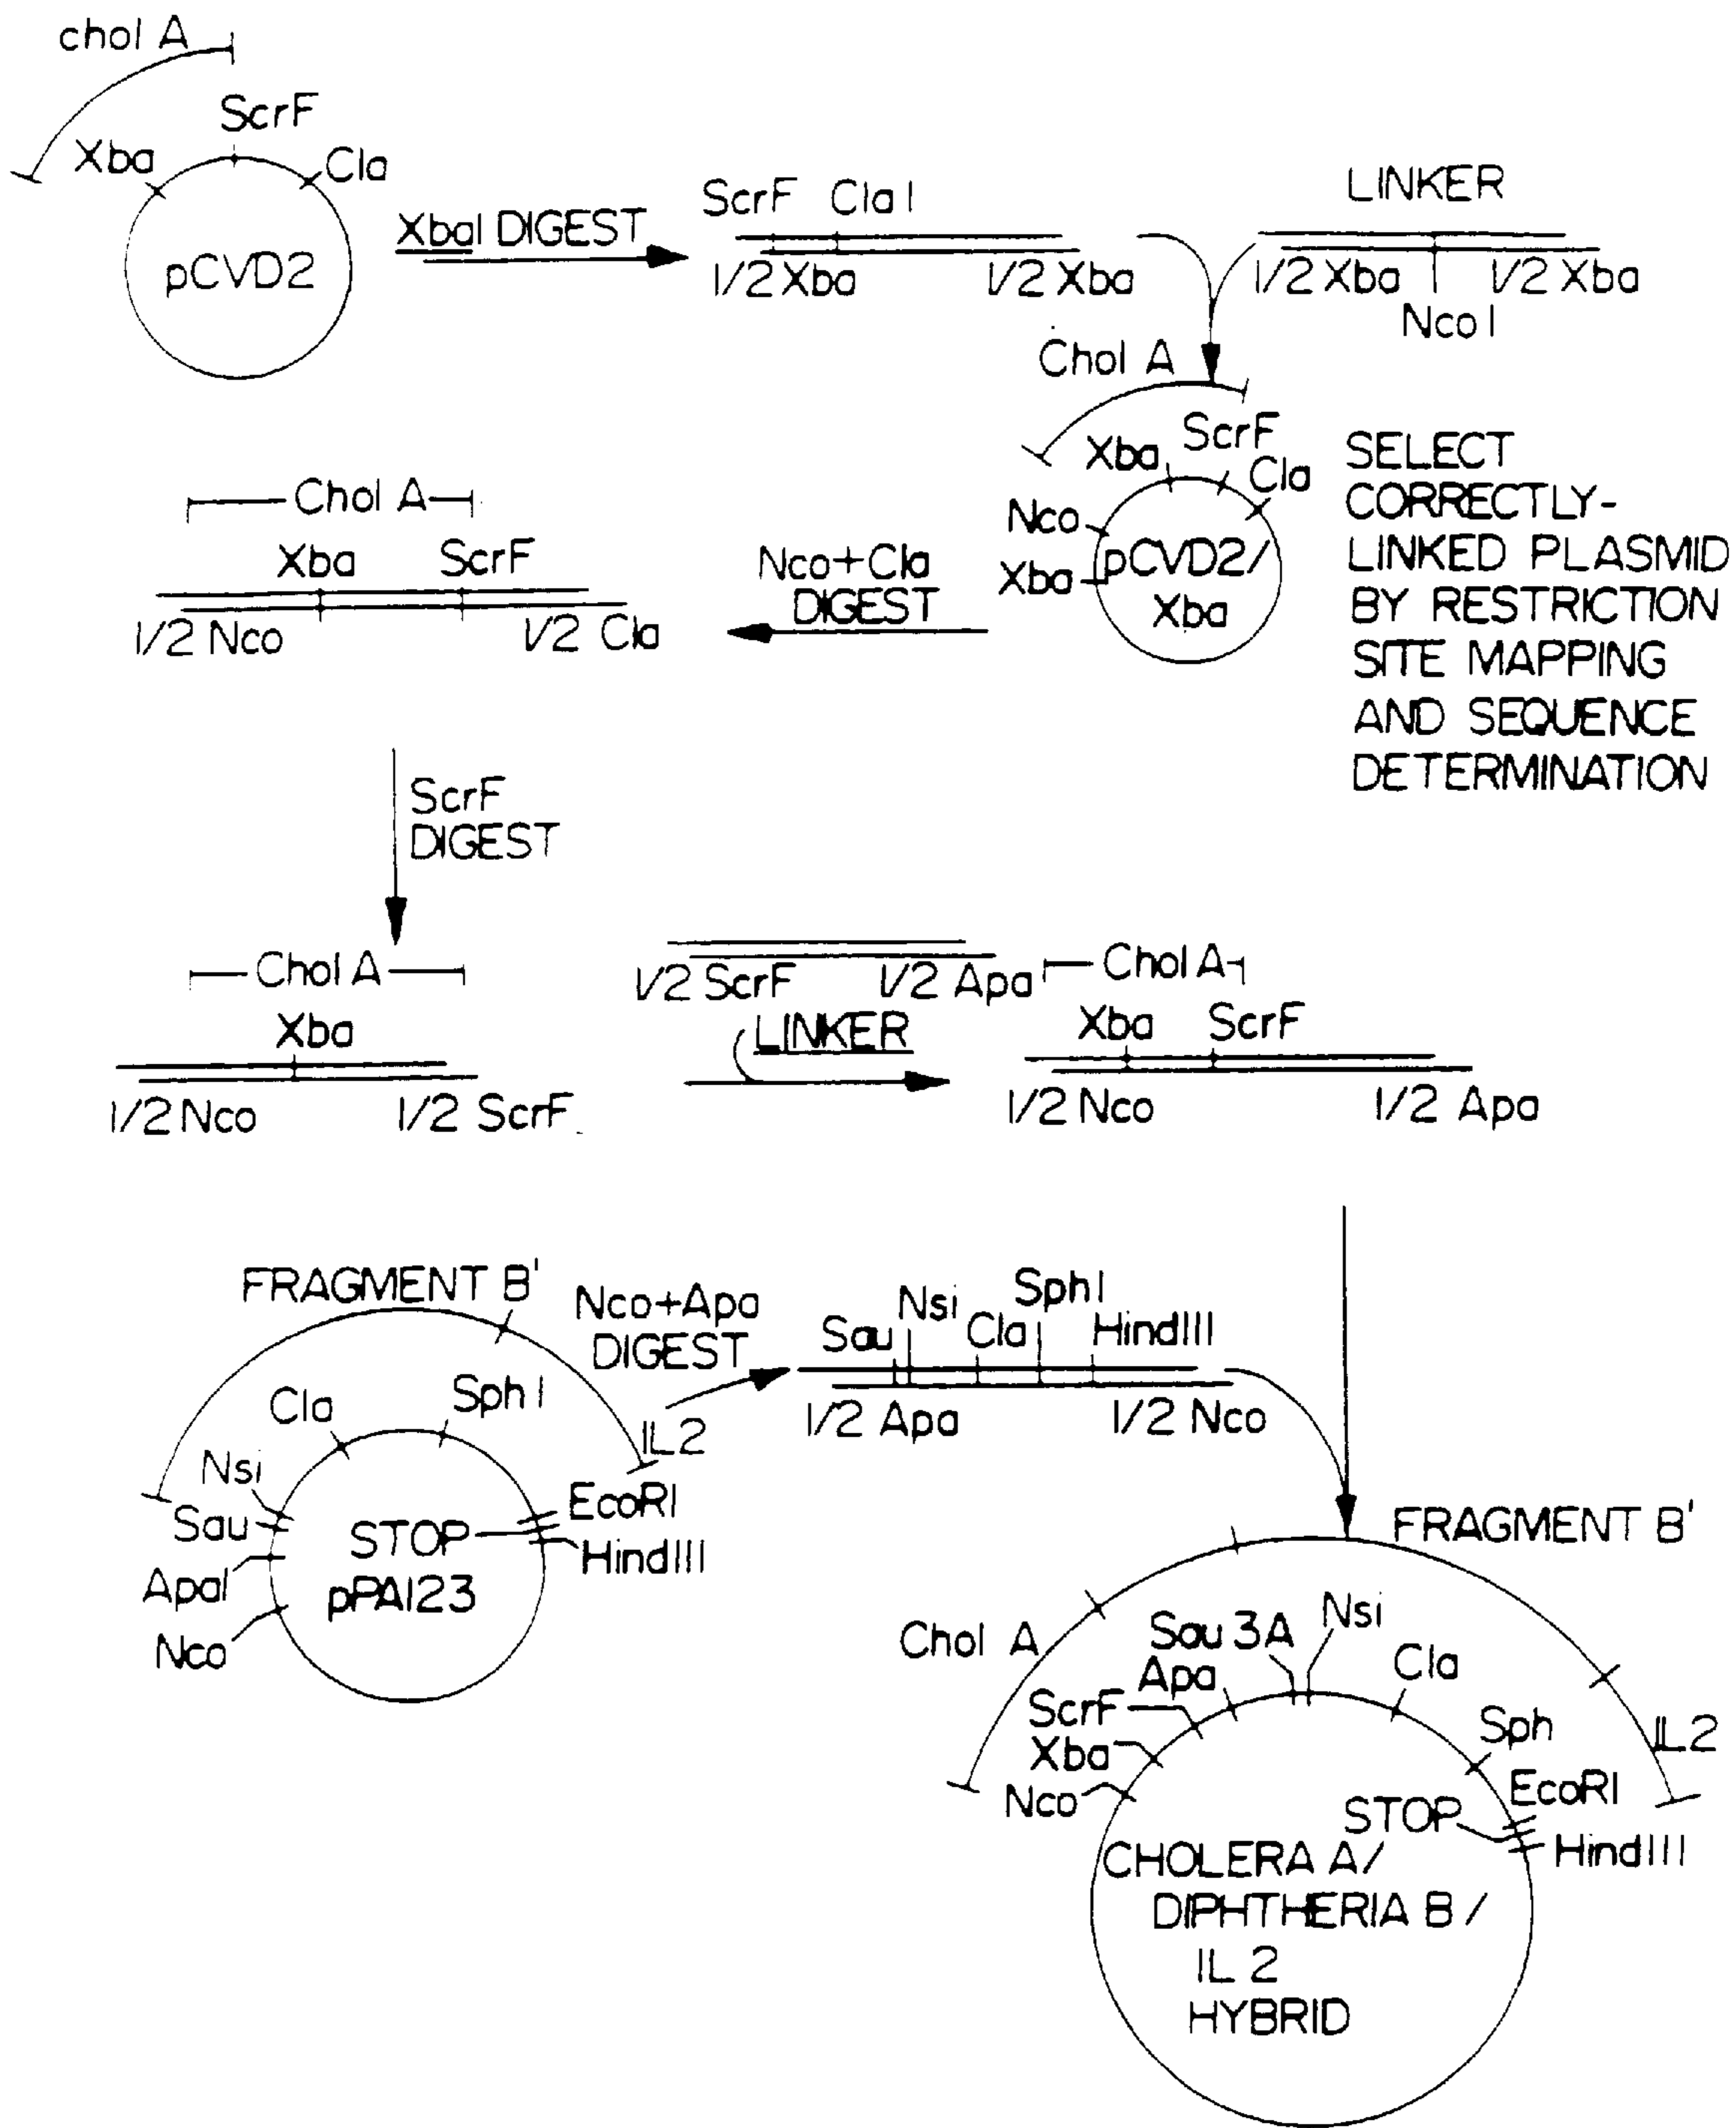 chol A
ScrF
Xba
Cla
pCVD2
XbaI DIGEST
ScrF ClaI
1/2 Xba 1/2 Xba
LINKER
1/2 Xba 1/2 Xba
NcoI
Chol A
Xba ScrF
Cla
Nco
Xba
pCVD2/
Xba
SELECT
CORRECTLY-
LINKED PLASMID
BY RESTRICTION
SITE MAPPING
AND SEQUENCE
DETERMINATION
Nco+Cla
DIGEST
Chol A
Xba ScrF
1/2 Nco 1/2 Cla
ScrF
DIGEST
Chol A
Xba
1/2 Nco 1/2 ScrF
1/2 ScrF 1/2 Apa
LINKER
Chol A
Xba ScrF
1/2 Nco 1/2 Apa
FRAGMENT B'
IL2
Cla
SphI
Nsi
Sau
ApaI
Nco
EcoRI
STOP
HindIII
pPA123
Nco+Apa
DIGEST
Sau Nsi Cla SphI HindIII
1/2 Apa 1/2 Nco
FRAGMENT B'
Chol A
IL2
Sau 3A
Nsi
Apa
Cla
ScrF
Xba
Nco
Sph
EcoRI
STOP
HindIII
CHOLERA A/
DIPHTHERIA B/
IL 2
HYBRID